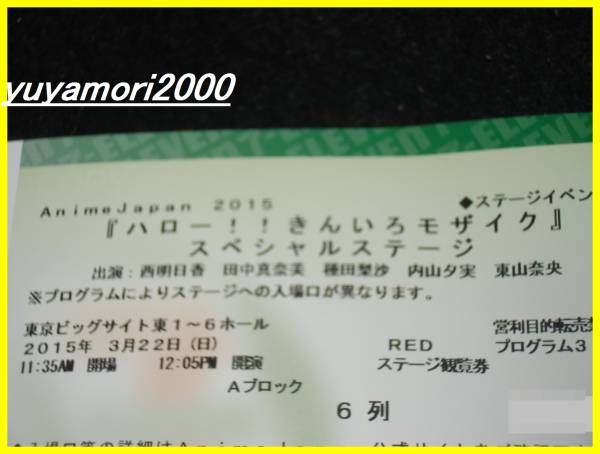 yuyamori2000
7-ELEVEN
AnimeJapan 2015
◆ステージイベン
『ハロー!!きんいろモザイク』
スペシャルステージ
出演:西明日香 田中真奈美 種田梨沙 内山夕実 東山奈央
※プログラムによりステージへの入場口が異なります。
東京ビッグサイト東1~6ホール
営利目的転売禁
2015年 3月22日(日) RED プログラム3
11:35AM 開場 12:05PM 開演 ステージ観覧券
Aブロック
6列